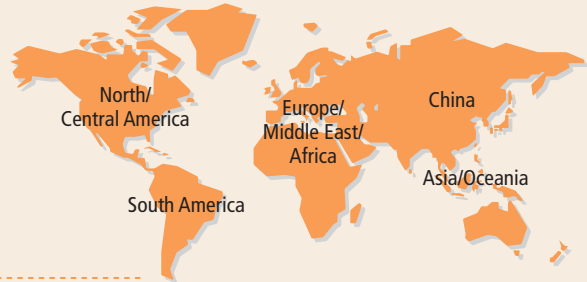 North/
Central America
Europe/
Middle East/
Africa
China
Asia/Oceania
South America